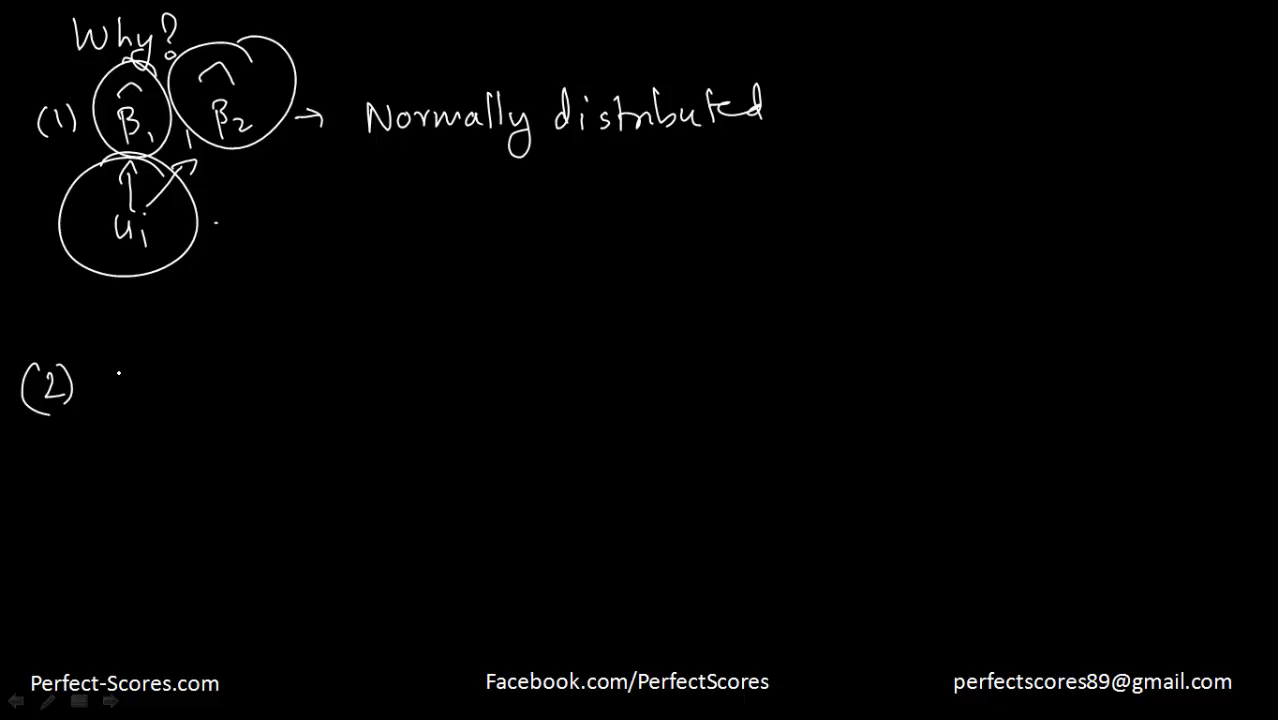 Why?
(1) β̂₁, β̂₂ → Normally distributed
uᵢ
(2)
Perfect-Scores.com
Facebook.com/PerfectScores
perfectscores89@gmail.com